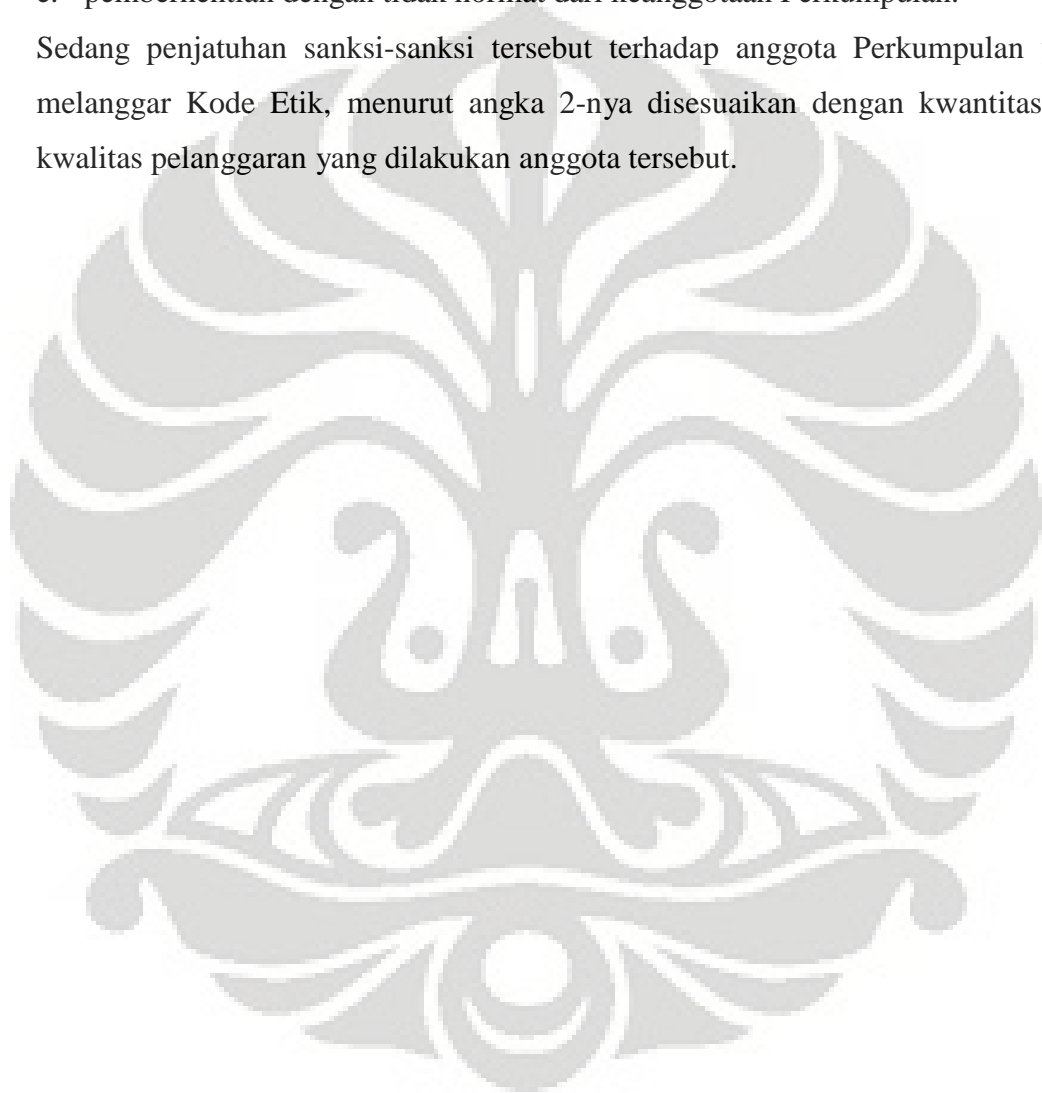 pemberhentian dengan tidak hormat dari keanggotaan Perkumpulan.
Sedang penjatuhan sanksi-sanksi tersebut terhadap anggota Perkumpulan
melanggar Kode Etik, menurut angka 2-nya disesuaikan dengan kwantitas
kwalitas pelanggaran yang dilakukan anggota tersebut.